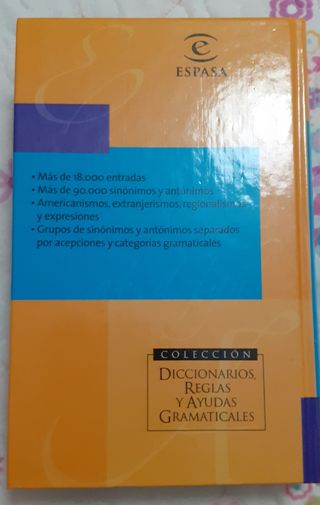 ESPASA
• Más de 18.000 entradas
• Más de 90.000 sinónimos y antónimos
• Americanismos, extranjerismos, regionalismos
y expresiones
• Grupos de sinónimos y antónimos separados
por acepciones y categorías gramaticales
COLECCIÓN
DICCIONARIOS,
REGLAS
Y AYUDAS
GRAMATICALES